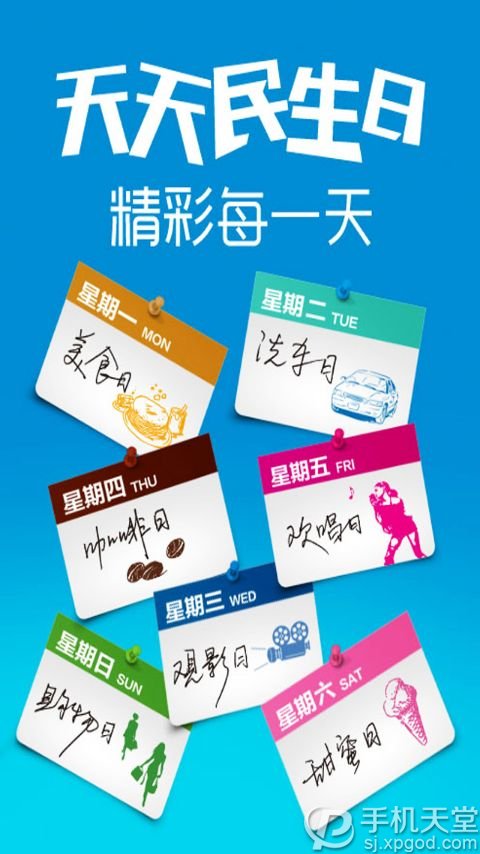 天天民生日
精彩每一天
星期一 MON
美食日
星期二 TUE
洗车日
星期四 THU
咖啡日
星期五 FRI
欢唱日
星期三 WED
观影日
星期日 SUN
购物日
星期六 SAT
甜蜜日
手机天堂
sj.xpgod.com